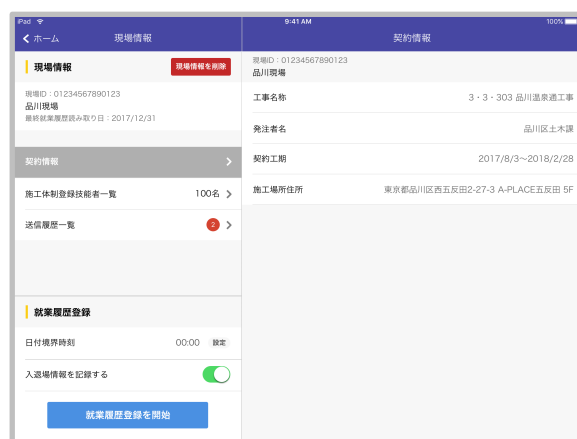 iPad
9:41 AM
100%
ホーム
現場情報
契約情報
現場情報
現場情報を削除
現場ID：01234567890123
品川現場
最終就業履歴読み取り日：2017/12/31
契約情報
施工体制登録技能者一覧
100名
送信履歴一覧
2
就業履歴登録
日付境界時刻
00:00
設定
入退場情報を記録する
就業履歴登録を開始
現場ID：01234567890123
品川現場
工事名称
3・3・303 品川温泉通工事
発注者名
品川区土木課
契約工期
2017/8/3〜2018/2/28
施工場所住所
東京都品川区西五反田2-27-3 A-PLACE五反田 5F